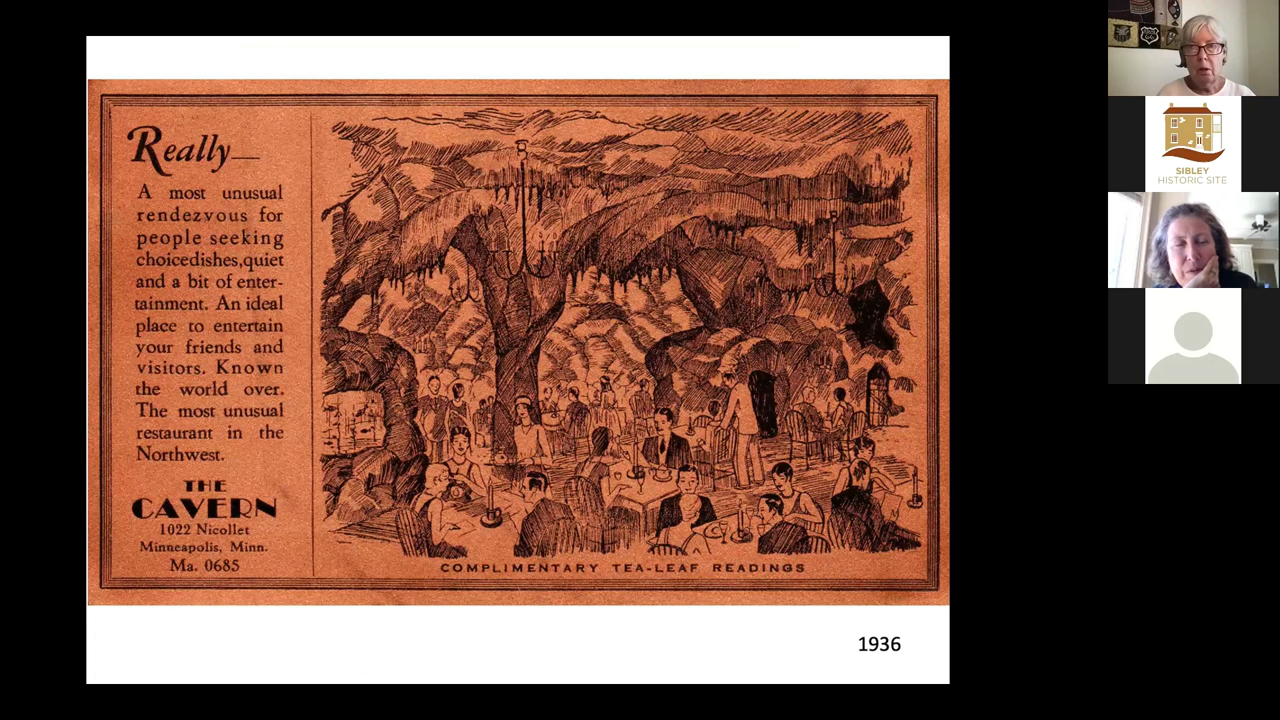 Really—
A most unusual
rendezvous for
people seeking
choice dishes, quiet
and a bit of enter-
tainment. An ideal
place to entertain
your friends and
visitors. Known
the world over.
The most unusual
restaurant in the
Northwest.
THE
CAVERN
1022 Nicollet
Minneapolis, Minn.
Ma. 0685
COMPLIMENTARY TEA-LEAF READINGS
1936
SIBLEY
HISTORIC SITE